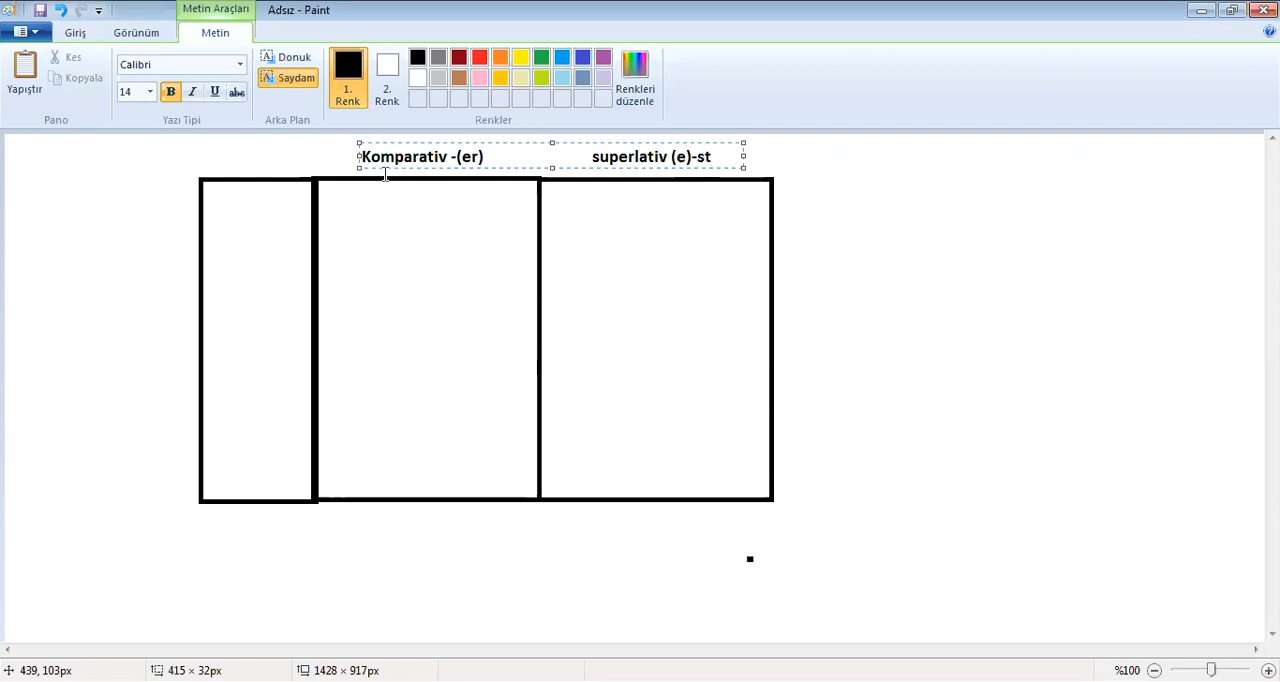 Metin Araçları
Adsız - Paint
Giriş
Görünüm
Metin
Yapıştır
Kes
Kopyala
Pano
Calibri
14
B I U abc
Yazı Tipi
Donuk
Saydam
Arka Plan
1. Renk
2. Renk
Renkleri düzenle
Renkler
Komparativ -(er) superlativ (e)-st
439, 103px
415 × 32px
1428 × 917px
%100